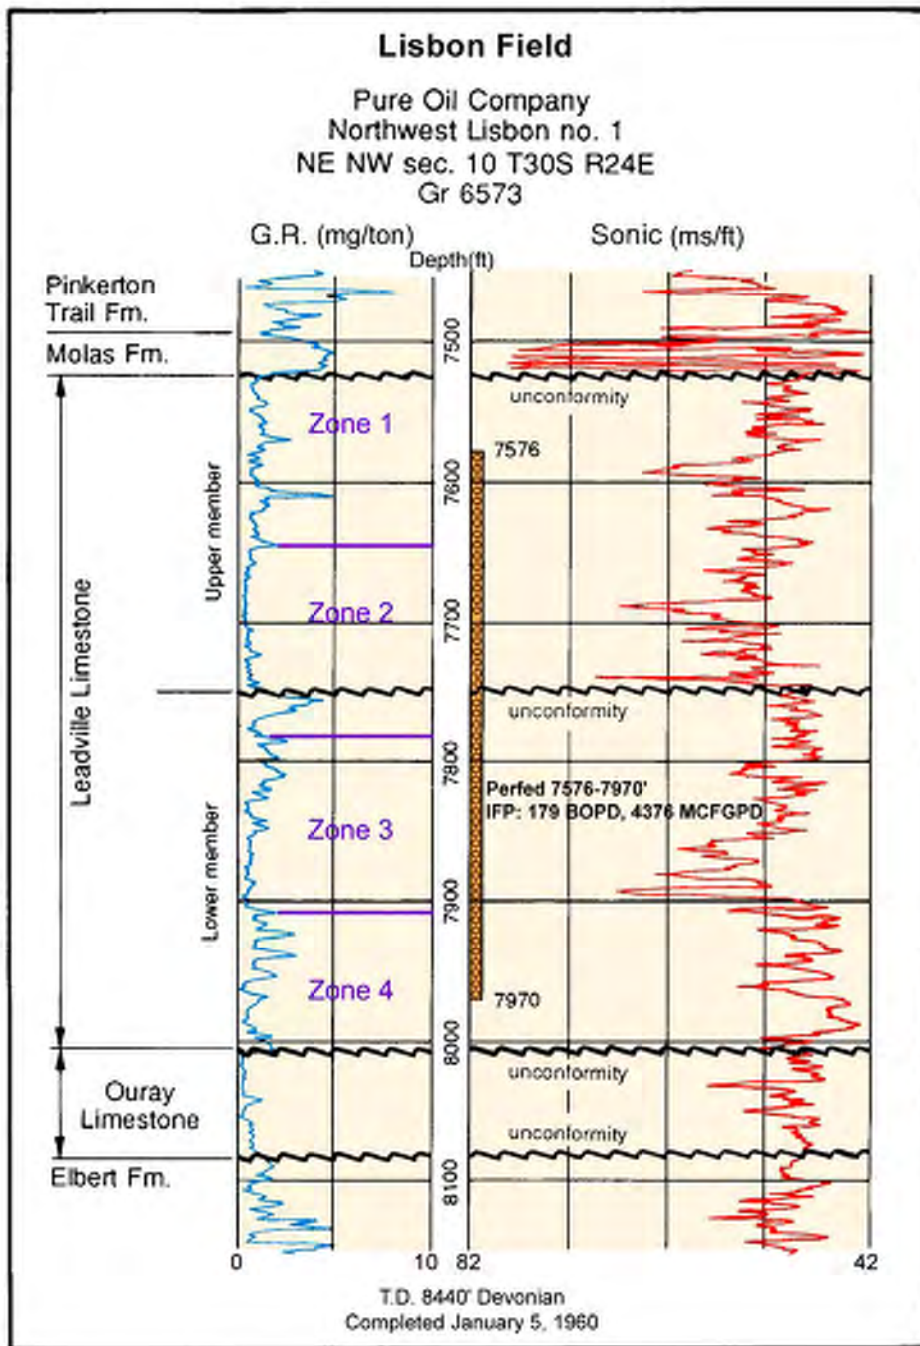 Lisbon Field
Pure Oil Company
Northwest Lisbon no. 1
NE NW sec. 10 T30S R24E
Gr 6573
G.R. (mg/ton)
Depth(ft)
Sonic (ms/ft)
Pinkerton
Trail Fm.
Molas Fm.
7500
unconformity
Zone 1
7576
7600
Upper member
Zone 2
7700
Leadville Limestone
unconformity
7800
Perfed 7576-7970'
IFP: 179 BOPD, 4376 MCFGPD
Zone 3
Lower member
7900
Zone 4
7970
8000
unconformity
Ouray
Limestone
unconformity
Elbert Fm.
8100
0 10 82 42
T.D. 8440' Devonian
Completed January 5, 1960